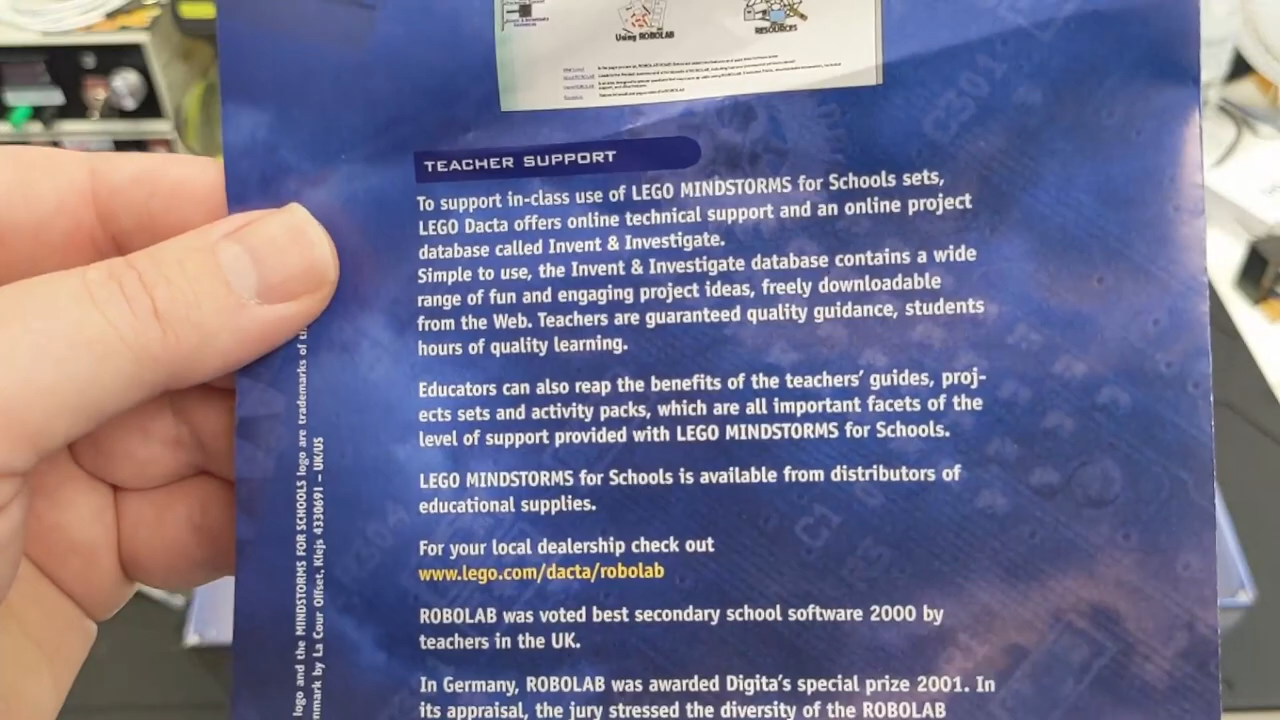 Using ROBOLAB
RESOURCES
TEACHER SUPPORT
To support in-class use of LEGO MINDSTORMS for Schools sets,
LEGO Dacta offers online technical support and an online project
database called Invent & Investigate.
Simple to use, the Invent & Investigate database contains a wide
range of fun and engaging project ideas, freely downloadable
from the Web. Teachers are guaranteed quality guidance, students
hours of quality learning.
Educators can also reap the benefits of the teachers' guides, proj-
ects sets and activity packs, which are all important facets of the
level of support provided with LEGO MINDSTORMS for Schools.
LEGO MINDSTORMS for Schools is available from distributors of
educational supplies.
For your local dealership check out
www.lego.com/dacta/robolab
ROBOLAB was voted best secondary school software 2000 by
teachers in the UK.
In Germany, ROBOLAB was awarded Digita's special prize 2001. In
its appraisal, the jury stressed the diversity of the ROBOLAB
logo and the MINDSTORMS FOR SCHOOLS logo are trademarks of
nmark by La Cour Offset, Klejs 4330691 – UK/US